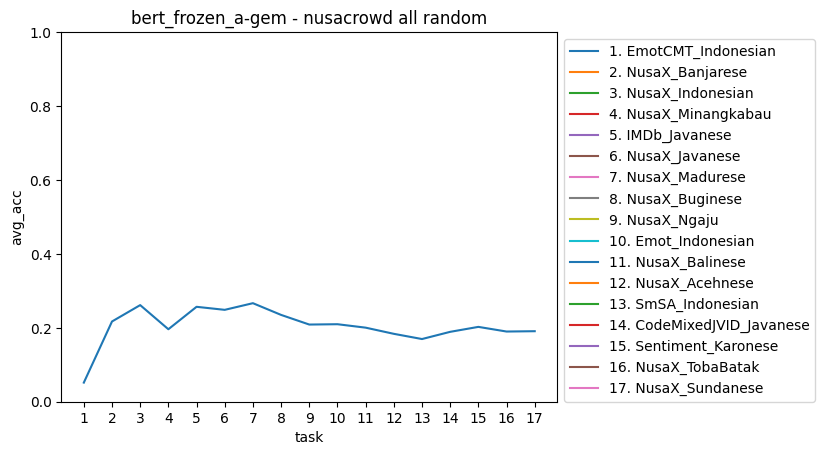 bert_frozen_a-gem - nusacrowd all random
1.0
0.8
0.6
0.4
0.2
0.0
avg_acc
1 2 3 4 5 6 7 8 9 10 11 12 13 14 15 16 17
task
1. EmotCMT_Indonesian
2. NusaX_Banjarese
3. NusaX_Indonesian
4. NusaX_Minangkabau
5. IMDb_Javanese
6. NusaX_Javanese
7. NusaX_Madurese
8. NusaX_Buginese
9. NusaX_Ngaju
10. Emot_Indonesian
11. NusaX_Balinese
12. NusaX_Acehnese
13. SmSA_Indonesian
14. CodeMixedJVID_Javanese
15. Sentiment_Karonese
16. NusaX_TobaBatak
17. NusaX_Sundanese